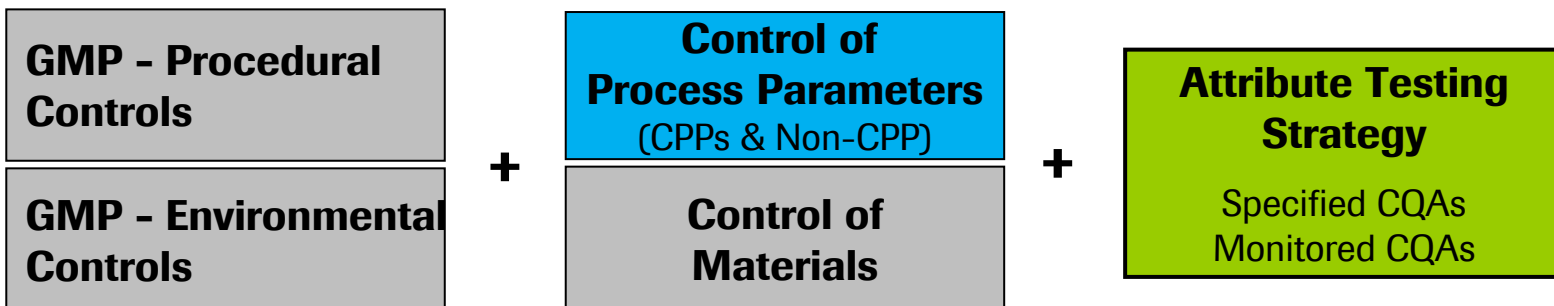 GMP - Procedural
Controls
GMP - Environmental
Controls
+
Control of
Process Parameters
(CPPs & Non-CPP)
Control of
Materials
+
Attribute Testing
Strategy
Specified CQAs
Monitored CQAs